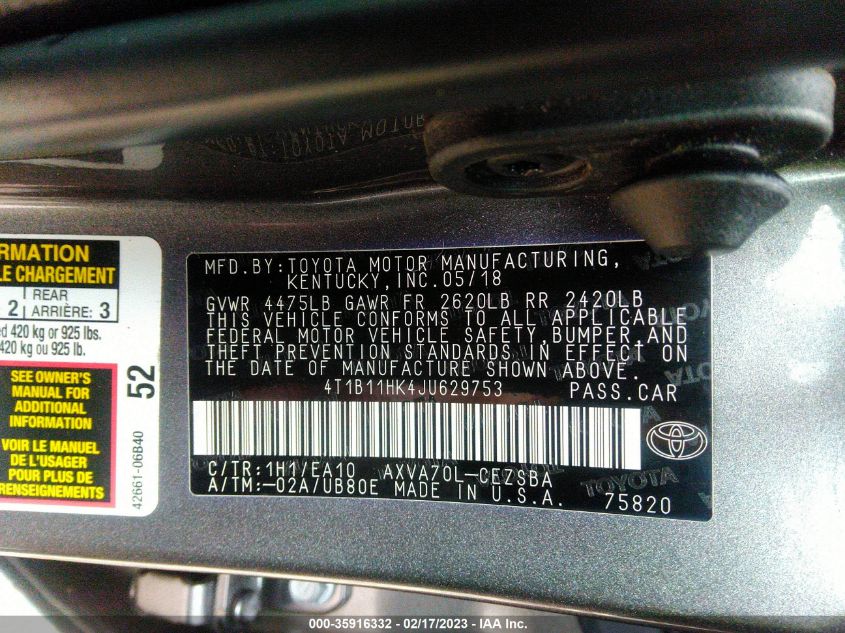 RMATION
LE CHARGEMENT
2 REAR ARRIÈRE: 3
ed 420 kg or 925 lbs.
420 kg ou 925 lb.
SEE OWNER'S
MANUAL FOR
ADDITIONAL
INFORMATION
VOIR LE MANUEL
DE L'USAGER
POUR PLUS DE
RENSEIGNEMENTS
52
42661-06B40
MFD.BY:TOYOTA MOTOR MANUFACTURING,
KENTUCKY,INC.05/18
GVWR 4475LB GAWR FR 2620LB RR 2420LB
THIS VEHICLE CONFORMS TO ALL APPLICABLE
FEDERAL MOTOR VEHICLE SAFETY,BUMPER,AND
THEFT PREVENTION STANDARDS IN EFFECT ON
THE DATE OF MANUFACTURE SHOWN ABOVE.
4T1B11HK4JU629753 PASS.CAR
C/TR:1H1/EA10 AXVA70L-CEZSBA
A/TM:-02A/UB80E MADE IN U.S.A. 75820
TOYOTA
000-35916332 - 02/17/2023 - IAAI, Inc.